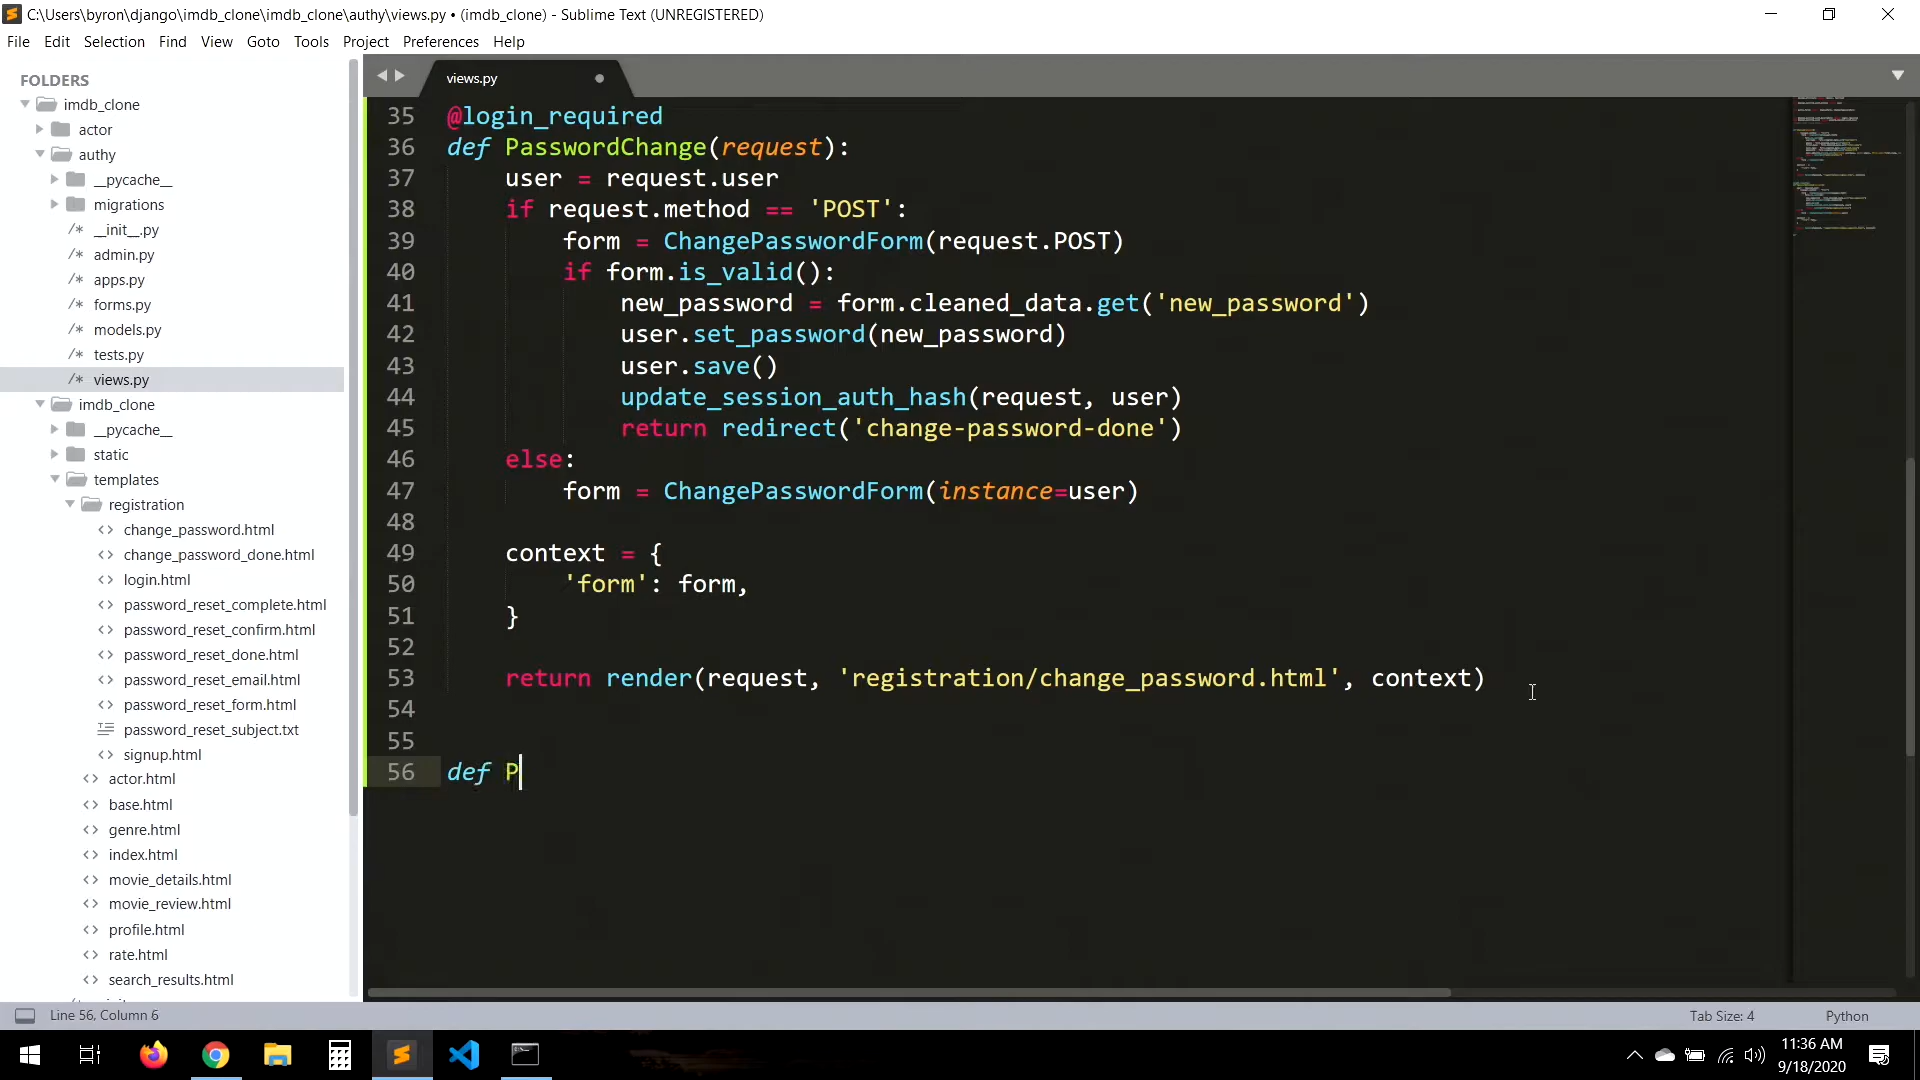 C:\Users\byron\django\imdb_clone\imdb_clone\authy\views.py • (imdb_clone) - Sublime Text (UNREGISTERED)
File Edit Selection Find View Goto Tools Project Preferences Help
FOLDERS
imdb_clone
actor
authy
__pycache__
migrations
/* __init__.py
/* admin.py
/* apps.py
/* forms.py
/* models.py
/* tests.py
/* views.py
imdb_clone
__pycache__
static
templates
registration
<> change_password.html
<> change_password_done.html
<> login.html
<> password_reset_complete.html
<> password_reset_confirm.html
<> password_reset_done.html
<> password_reset_email.html
<> password_reset_form.html
password_reset_subject.txt
<> signup.html
<> actor.html
<> base.html
<> genre.html
<> index.html
<> movie_details.html
<> movie_review.html
<> profile.html
<> rate.html
<> search_results.html
views.py
35 @login_required
36 def PasswordChange(request):
37     user = request.user
38     if request.method == 'POST':
39         form = ChangePasswordForm(request.POST)
40         if form.is_valid():
41             new_password = form.cleaned_data.get('new_password')
42             user.set_password(new_password)
43             user.save()
44             update_session_auth_hash(request, user)
45             return redirect('change-password-done')
46     else:
47         form = ChangePasswordForm(instance=user)
48
49     context = {
50         'form': form,
51     }
52
53     return render(request, 'registration/change_password.html', context)
54
55
56 def P
Line 56, Column 6
Tab Size: 4
Python
11:36 AM
9/18/2020